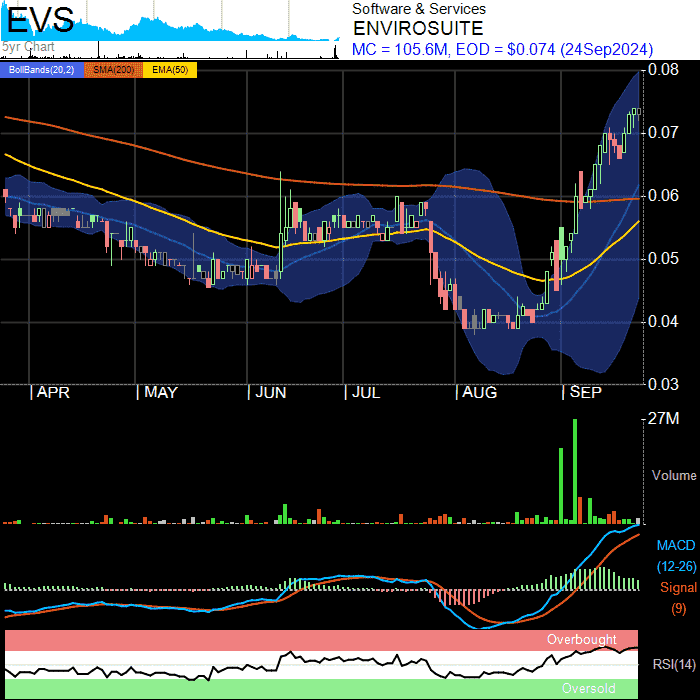 EVS
5yr Chart
Software & Services
ENVIROSUITE
MC = 105.6M, EOD = $0.074 (24Sep2024)
BollBands(20,2) SMA(200) EMA(50)
0.08
0.07
0.06
0.05
0.04
0.03
APR MAY JUN JUL AUG SEP
27M
Volume
MACD
(12-26)
Signal
(9)
Overbought
RSI(14)
Oversold